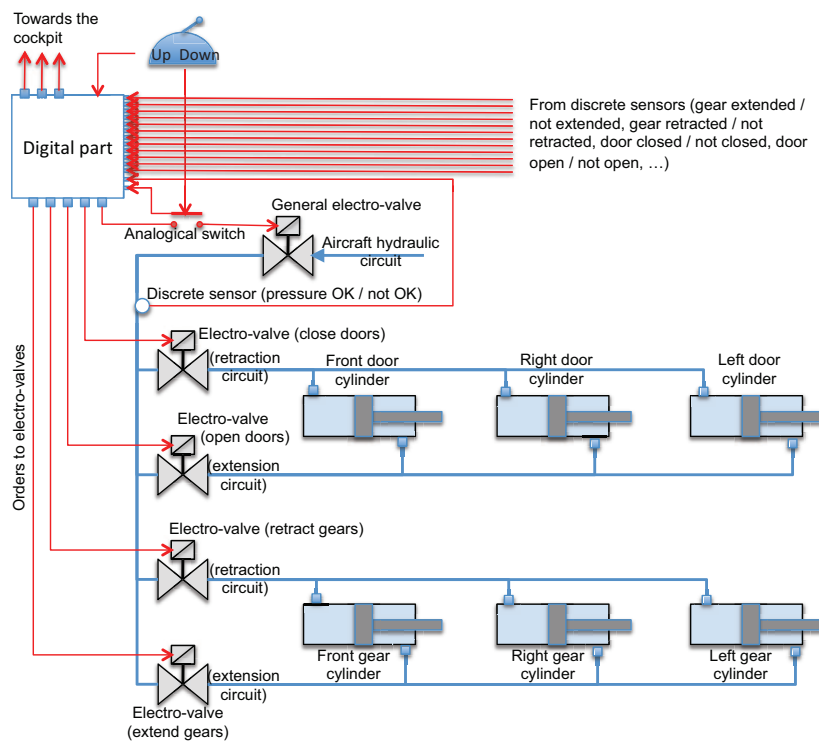 Towards the
cockpit
Up Down
Digital part
From discrete sensors (gear extended /
not extended, gear retracted / not
retracted, door closed / not closed, door
open / not open, …)
General electro-valve
Analogical switch
Aircraft hydraulic
circuit
Discrete sensor (pressure OK / not OK)
Orders to electro-valves
Electro-valve (close doors)
(retraction
circuit)
Front door
cylinder
Right door
cylinder
Left door
cylinder
Electro-valve
(open doors)
(extension
circuit)
Electro-valve (retract gears)
(retraction
circuit)
Front gear
cylinder
Right gear
cylinder
Left gear
cylinder
(extension
circuit)
Electro-valve
(extend gears)